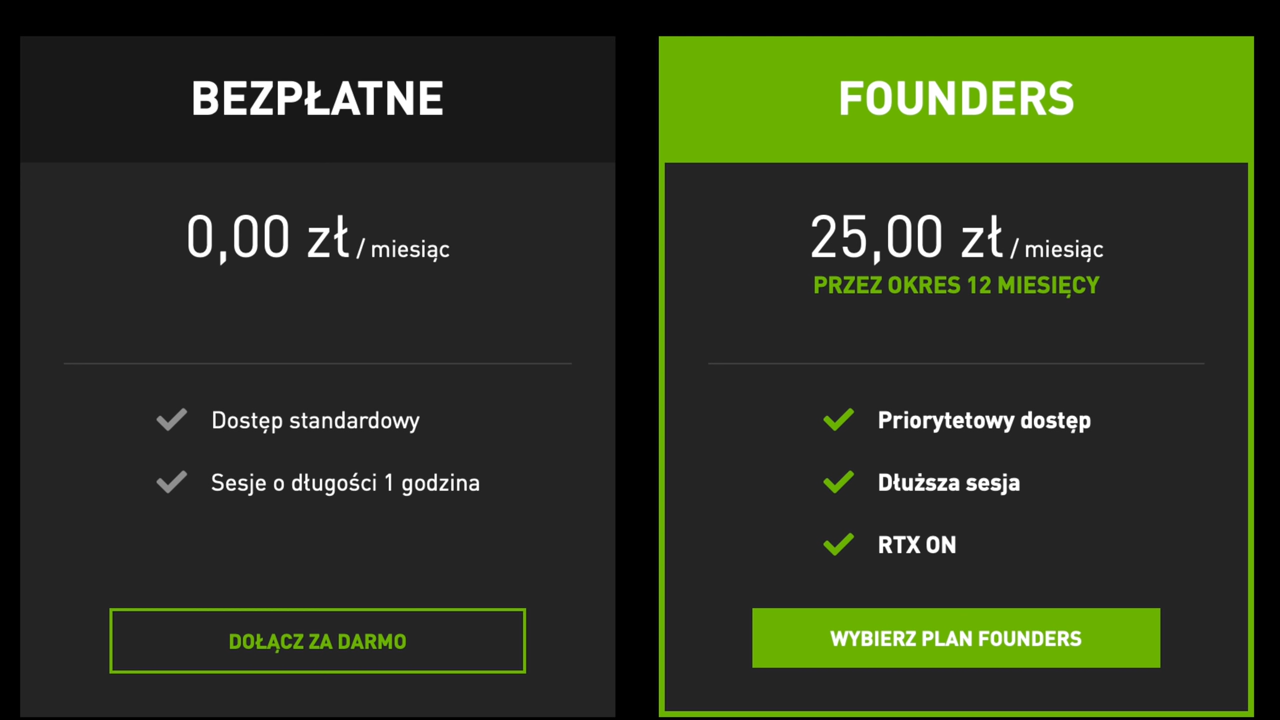 BEZPŁATNE
0,00 zł / miesiąc
Dostęp standardowy
Sesje o długości 1 godzina
DOŁĄCZ ZA DARMO
FOUNDERS
25,00 zł / miesiąc
PRZEZ OKRES 12 MIESIĘCY
Priorytetowy dostęp
Dłuższa sesja
RTX ON
WYBIERZ PLAN FOUNDERS